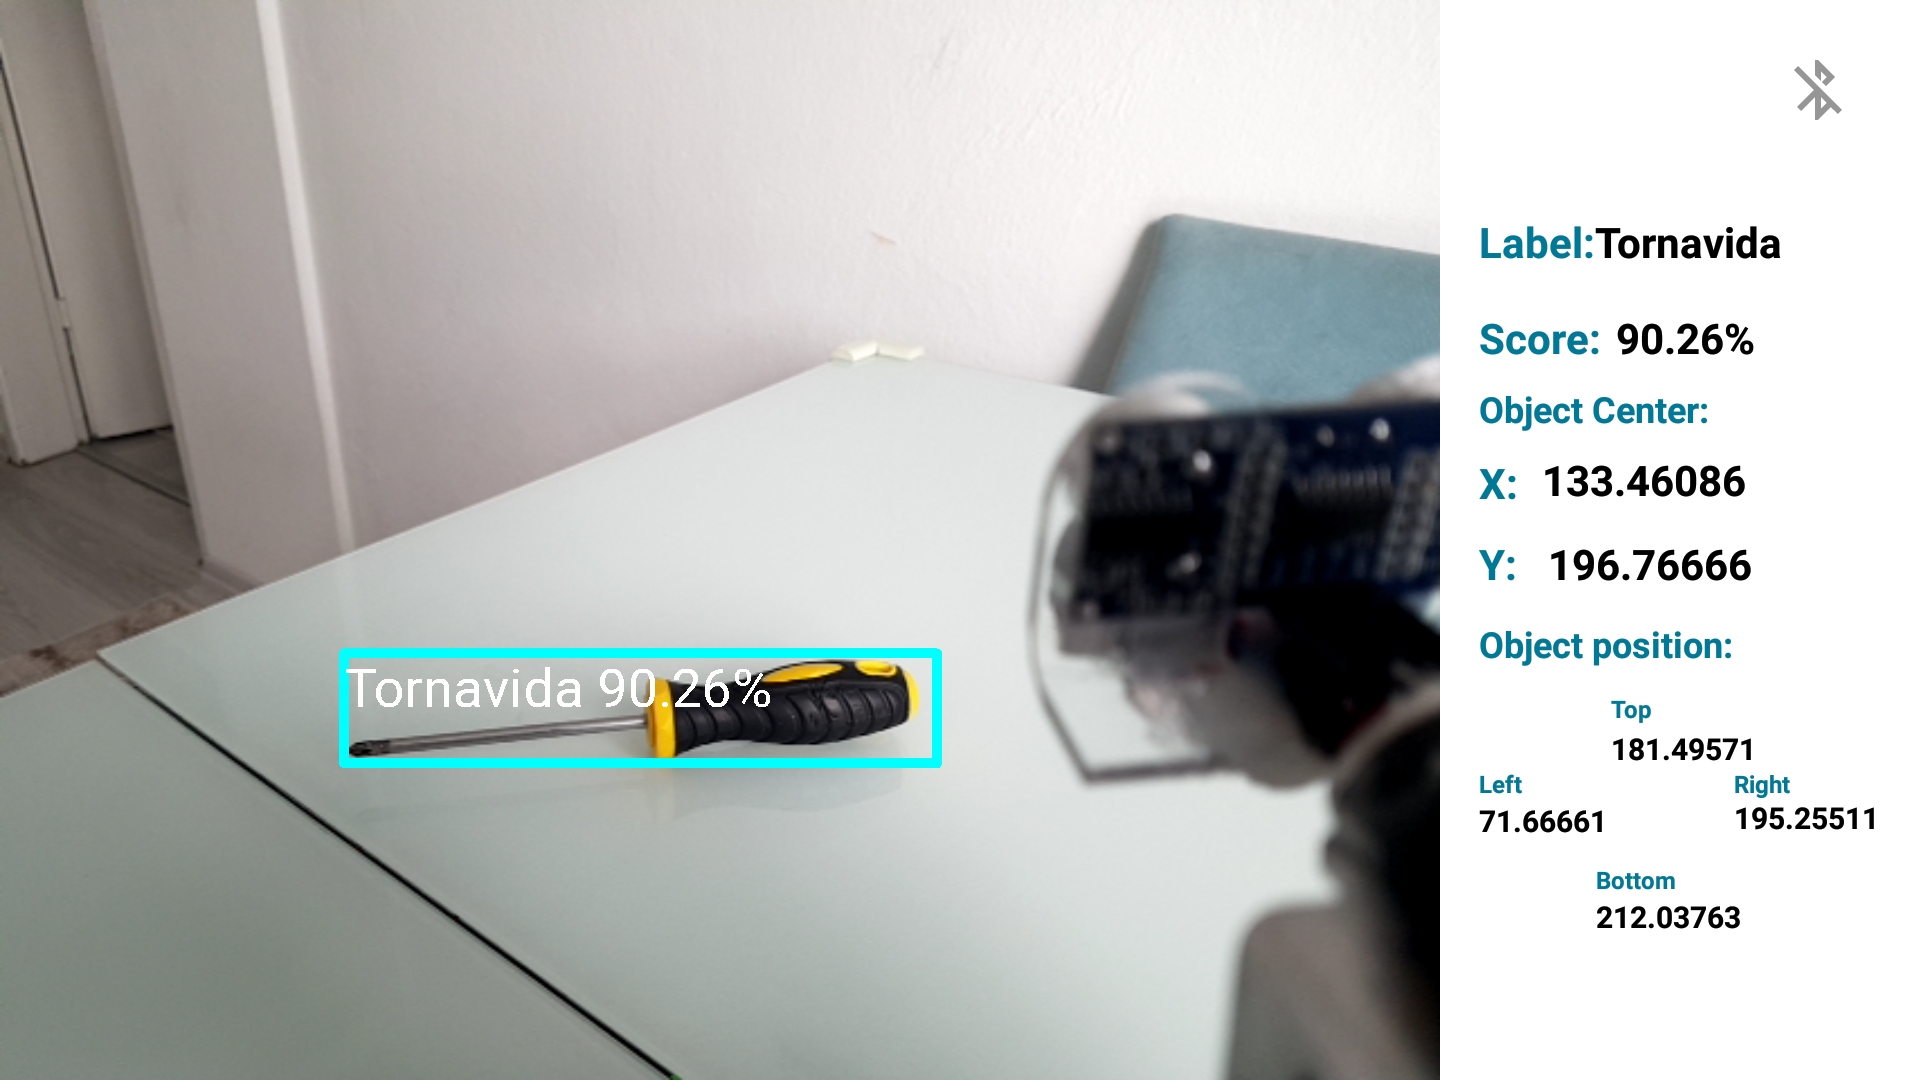 Tornavida 90.26%
Label:Tornavida
Score: 90.26%
Object Center:
X: 133.46086
Y: 196.76666
Object position:
Top
181.49571
Left Right
71.66661 195.25511
Bottom
212.03763